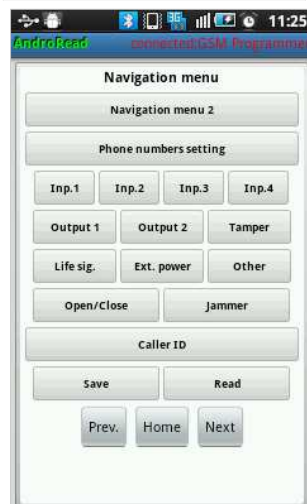 3G 11:25
AndroRead connected:GSM Programmer
Navigation menu
Navigation menu 2
Phone numbers setting
Inp.1 Inp.2 Inp.3 Inp.4
Output 1 Output 2 Tamper
Life sig. Ext. power Other
Open/Close Jammer
Caller ID
Save Read
Prev. Home Next